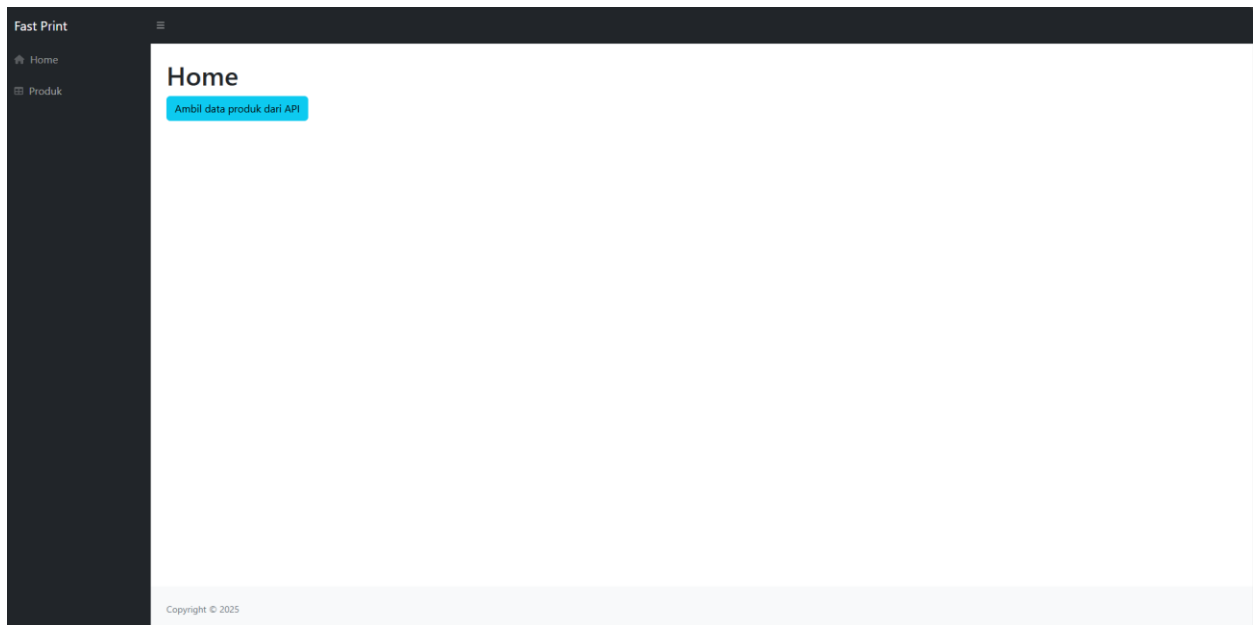 Fast Print
Home
Produk
Home
Ambil data produk dari API
Copyright © 2025